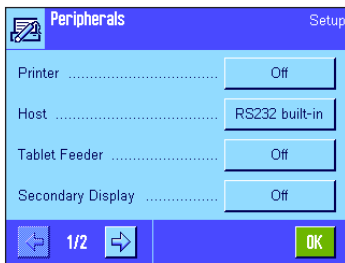 Peripherals Setup
Printer ................................... Off
Host ...................................... RS232 built-in
Tablet Feeder ......................... Off
Secondary Display ................. Off
1/2 OK